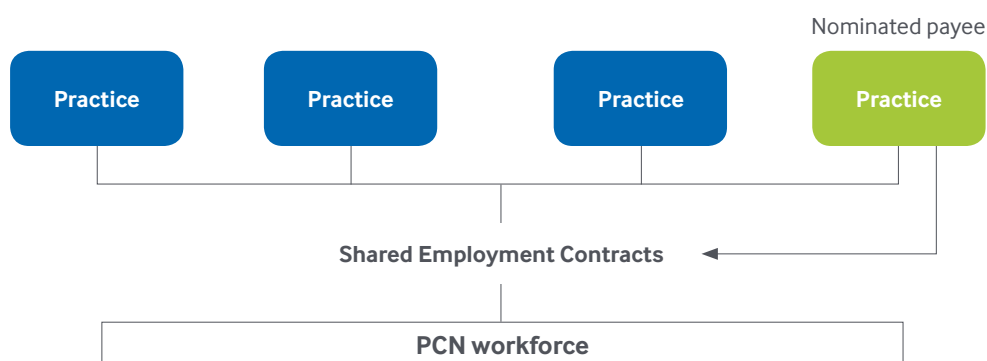 Nominated payee
Practice
Practice
Practice
Practice
Shared Employment Contracts
PCN workforce